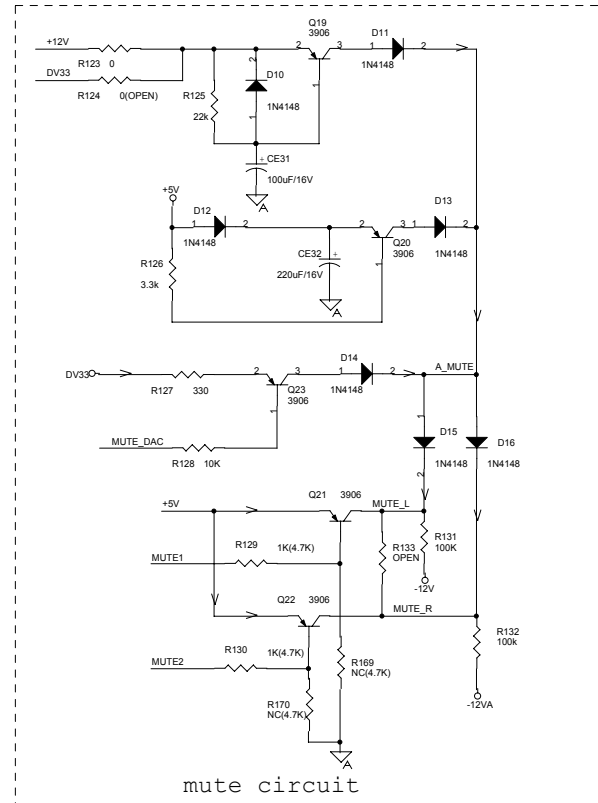 Q19
3906
D11
+12V
2
3
1
2
1N4148
R123 0
DV33
R124 0(OPEN)
R125
22k
2
D10
1N4148
1
1
CE31
+
100uF/16V
A
+5V
D12
1
2
1N4148
2
3
Q20
3906
1
D13
1
2
1N4148
R126
3.3k
CE32
+
220uF/16V
A
DV33
R127 330
2
3
Q23
3906
1
D14
1
2
1N4148
A_MUTE
MUTE_DAC
R128 10K
1
D15
1N4148
2
D16
1N4148
Q21 3906
+5V
MUTE_L
MUTE1
R129
1K(4.7K)
R133
OPEN
R131
100K
-12V
Q22 3906
MUTE_R
MUTE2
R130
1K(4.7K)
R169
NC(4.7K)
R132
100k
R170
NC(4.7K)
-12VA
A
mute circuit